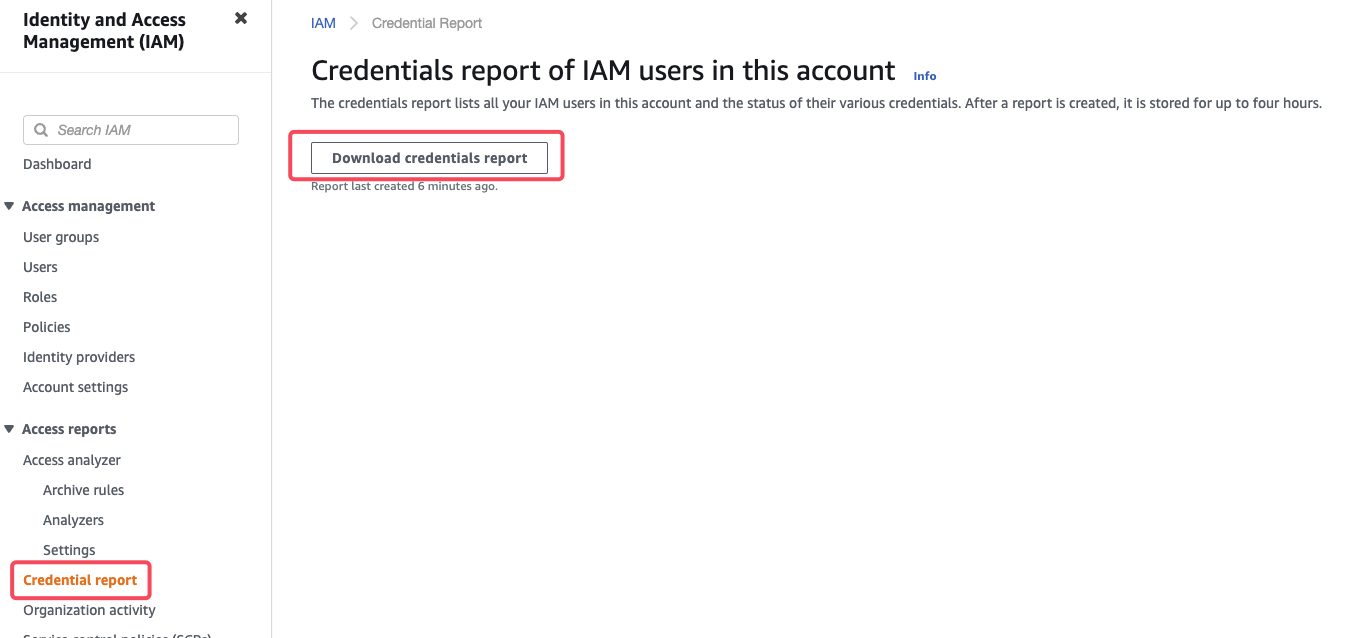 Identity and Access
Management (IAM)
Search IAM
Dashboard
Access management
User groups
Users
Roles
Policies
Identity providers
Account settings
Access reports
Access analyzer
Archive rules
Analyzers
Settings
Credential report
Organization activity
Service control policies (SCPs)
IAM > Credential Report
Credentials report of IAM users in this account Info
The credentials report lists all your IAM users in this account and the status of their various credentials. After a report is created, it is stored for up to four hours.
Download credentials report
Report last created 6 minutes ago.